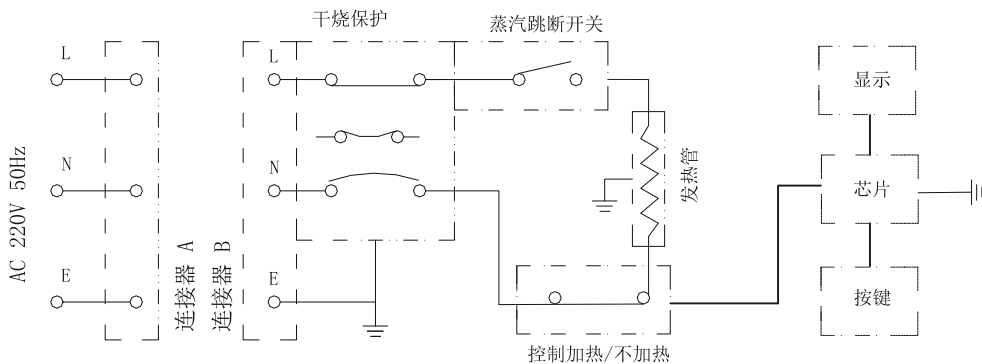 干烧保护
蒸汽跳断开关
L
L
显示
AC 220V 50Hz
N
N
发热管
芯片
连接器 A
连接器 B
E
E
按键
控制加热/不加热